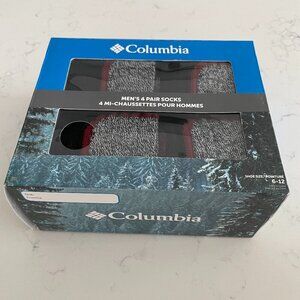 Columbia
MEN'S 4 PAIR SOCKS
4 MI-CHAUSSETTES POUR HOMMES
Columbia
SHOE SIZE/POINTURE
6-12